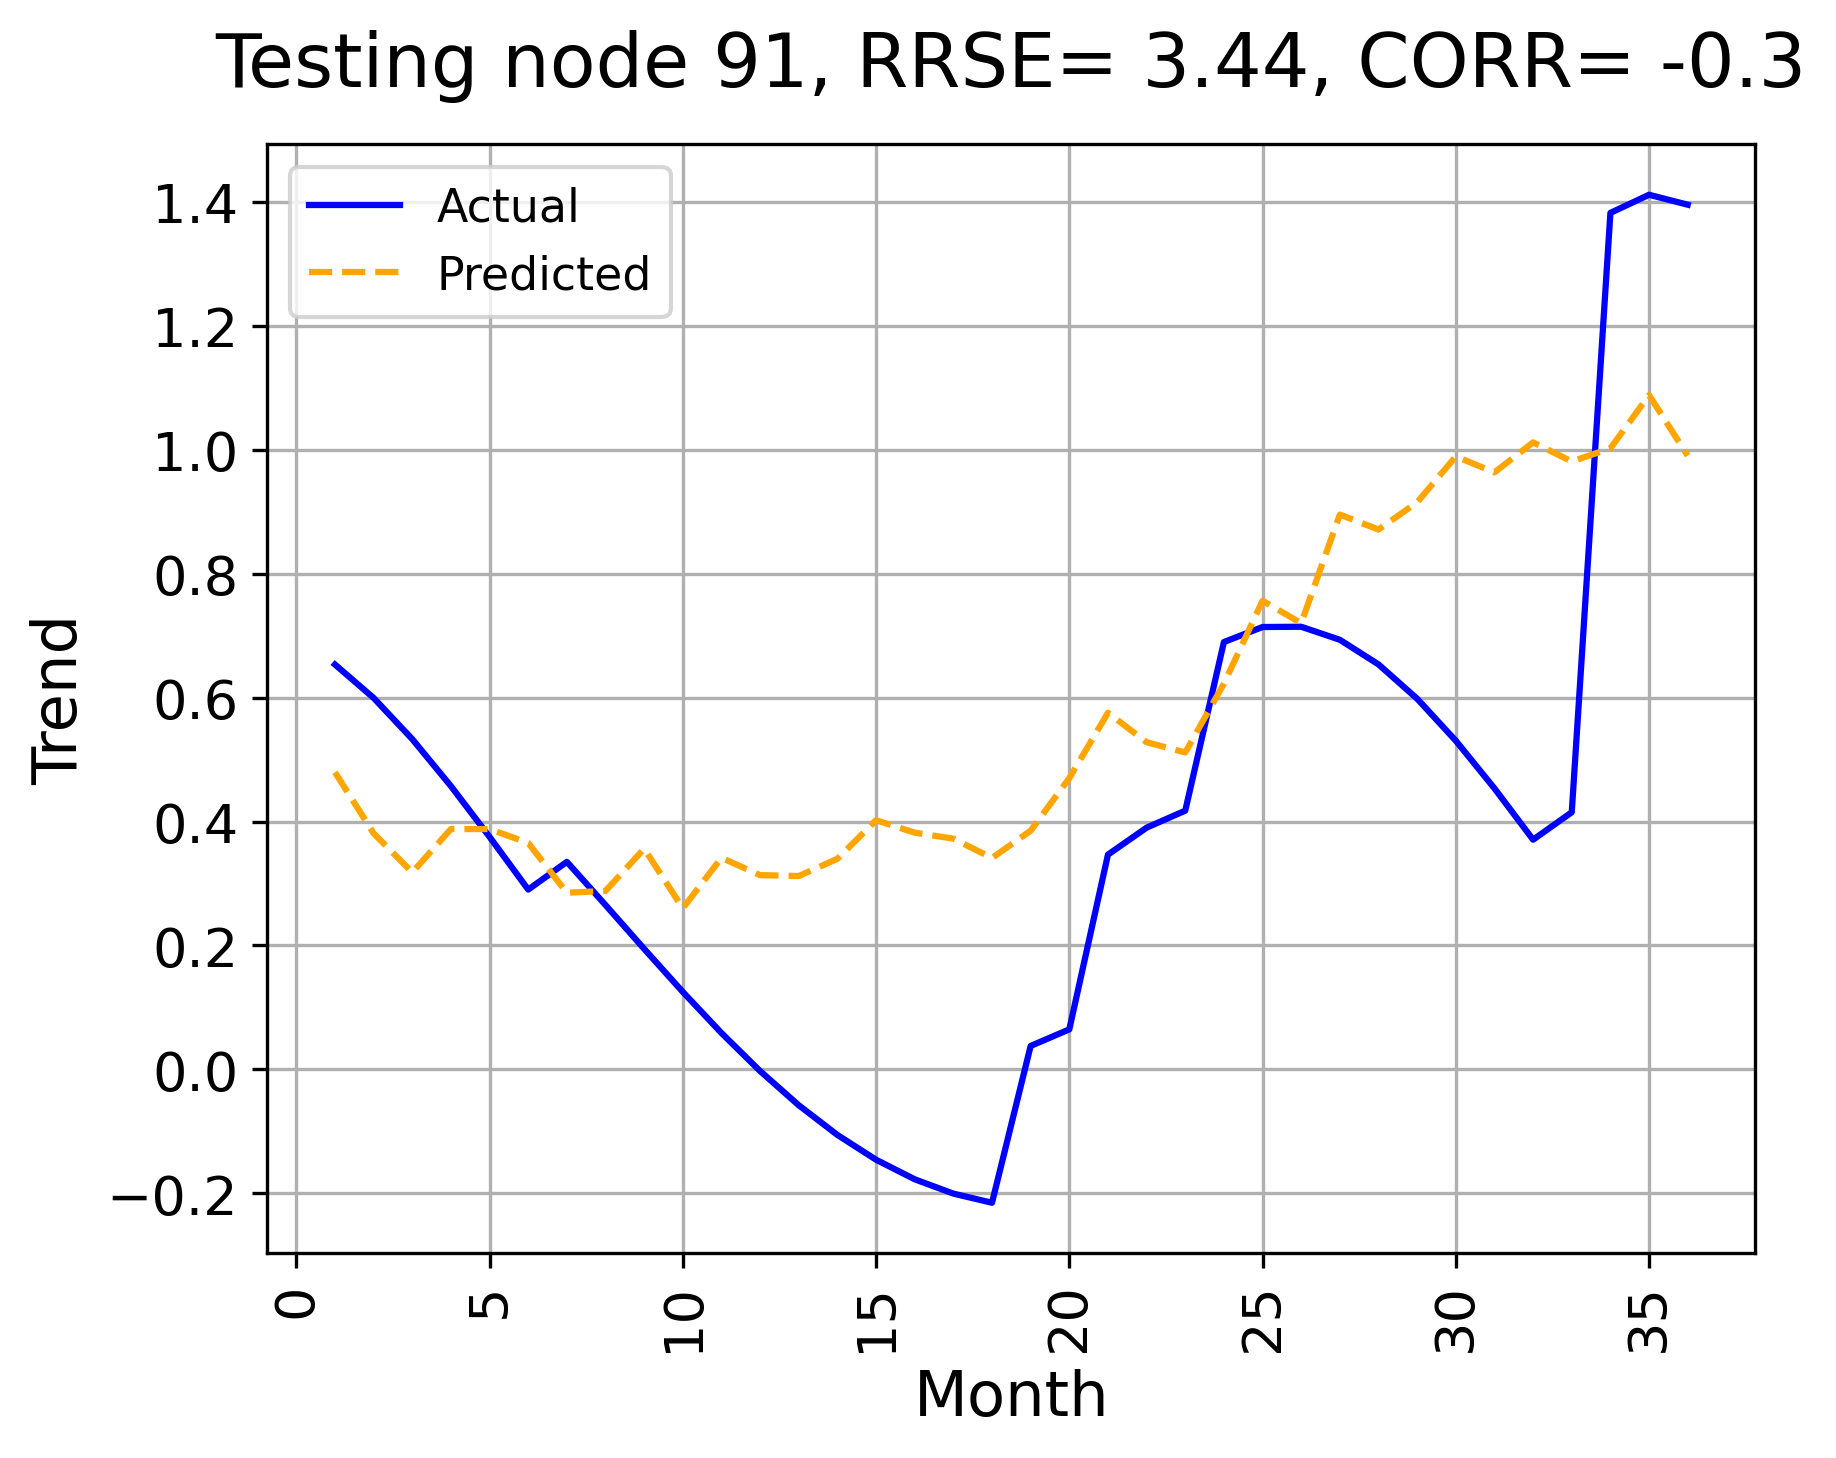 Testing node 91, RRSE= 3.44, CORR= -0.3
Actual
Predicted
Trend
1.4
1.2
1.0
0.8
0.6
0.4
0.2
0.0
−0.2
0 5 10 15 20 25 30 35
Month